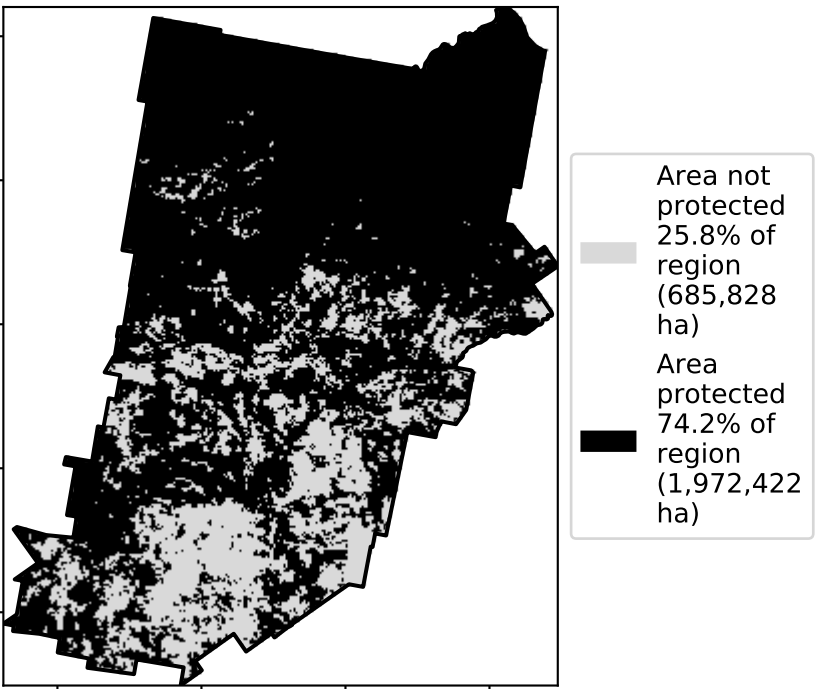 Area not
protected
25.8% of
region
(685,828
ha)
Area
protected
74.2% of
region
(1,972,422
ha)